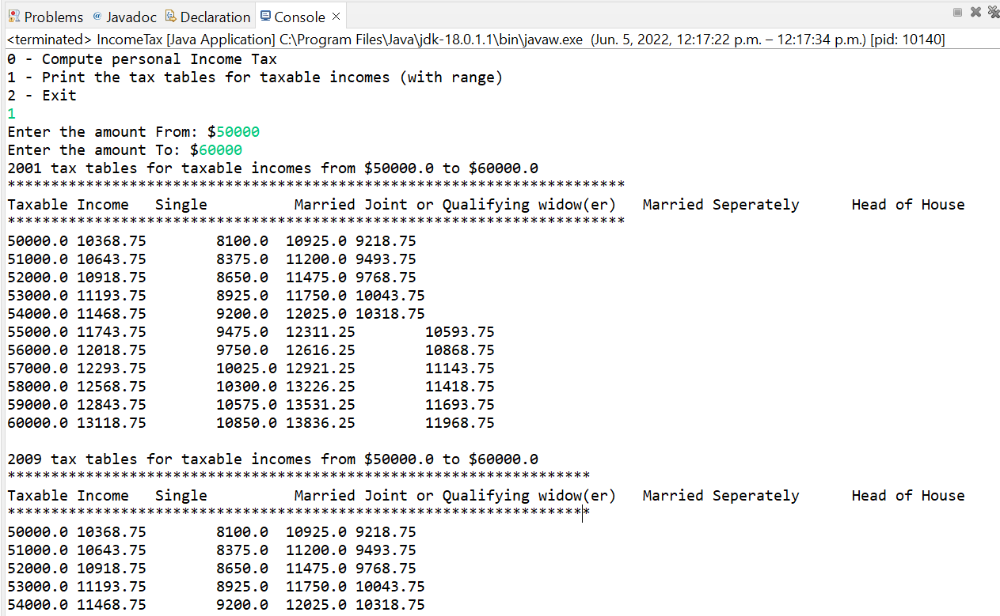 Problems @ Javadoc Declaration Console ×
<terminated> IncomeTax [Java Application] C:\Program Files\Java\jdk-18.0.1.1\bin\javaw.exe (Jun. 5, 2022, 12:17:22 p.m. – 12:17:34 p.m.) [pid: 10140]
0 - Compute personal Income Tax
1 - Print the tax tables for taxable incomes (with range)
2 - Exit
1
Enter the amount From: $50000
Enter the amount To: $60000
2001 tax tables for taxable incomes from $50000.0 to $60000.0
***********************************************************************
Taxable Income   Single          Married Joint or Qualifying widow(er)   Married Seperately      Head of House
***********************************************************************
50000.0 10368.75        8100.0  10925.0 9218.75
51000.0 10643.75        8375.0  11200.0 9493.75
52000.0 10918.75        8650.0  11475.0 9768.75
53000.0 11193.75        8925.0  11750.0 10043.75
54000.0 11468.75        9200.0  12025.0 10318.75
55000.0 11743.75        9475.0  12311.25        10593.75
56000.0 12018.75        9750.0  12616.25        10868.75
57000.0 12293.75        10025.0 12921.25        11143.75
58000.0 12568.75        10300.0 13226.25        11418.75
59000.0 12843.75        10575.0 13531.25        11693.75
60000.0 13118.75        10850.0 13836.25        11968.75
2009 tax tables for taxable incomes from $50000.0 to $60000.0
*******************************************************************
Taxable Income   Single          Married Joint or Qualifying widow(er)   Married Seperately      Head of House
*******************************************************************
50000.0 10368.75        8100.0  10925.0 9218.75
51000.0 10643.75        8375.0  11200.0 9493.75
52000.0 10918.75        8650.0  11475.0 9768.75
53000.0 11193.75        8925.0  11750.0 10043.75
54000.0 11468.75        9200.0  12025.0 10318.75